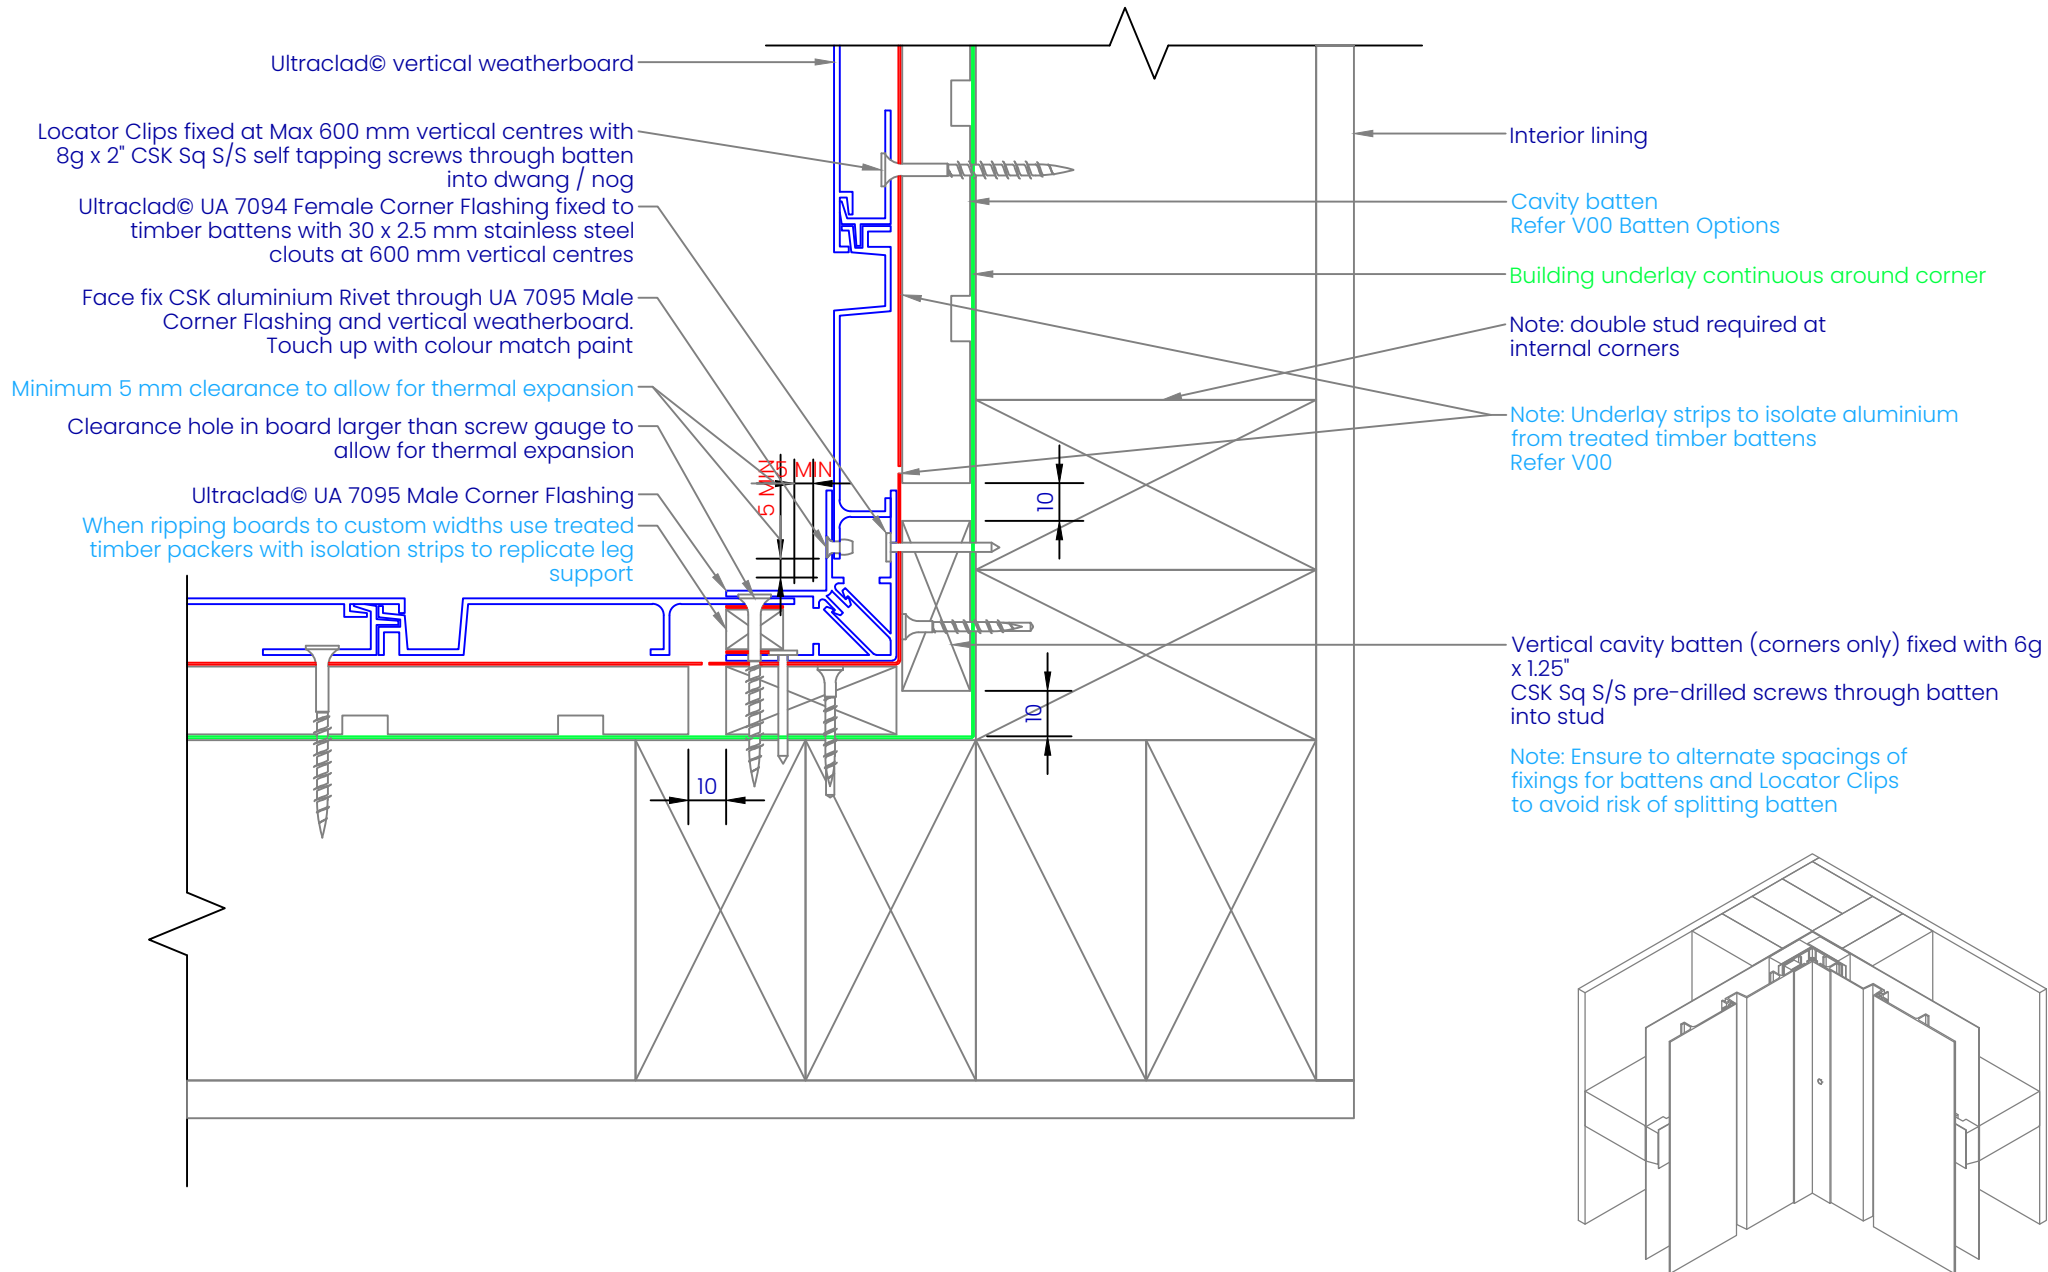 Ultraclad© vertical weatherboard
Locator Clips fixed at Max 600 mm vertical centres with
8g x 2" CSK Sq S/S self tapping screws through batten
into dwang / nog
Ultraclad© UA 7094 Female Corner Flashing fixed to
timber battens with 30 x 2.5 mm stainless steel
clouts at 600 mm vertical centres
Face fix CSK aluminium Rivet through UA 7095 Male
Corner Flashing and vertical weatherboard.
Touch up with colour match paint
Minimum 5 mm clearance to allow for thermal expansion
Clearance hole in board larger than screw gauge to
allow for thermal expansion
Ultraclad© UA 7095 Male Corner Flashing
When ripping boards to custom widths use treated
timber packers with isolation strips to replicate leg
support
5 MIN
5 MIN
10
10
10
Interior lining
Cavity batten
Refer V00 Batten Options
Building underlay continuous around corner
Note: double stud required at
internal corners
Note: Underlay strips to isolate aluminium
from treated timber battens
Refer V00
Vertical cavity batten (corners only) fixed with 6g
x 1.25"
CSK Sq S/S pre-drilled screws through batten
into stud
Note: Ensure to alternate spacings of
fixings for battens and Locator Clips
to avoid risk of splitting batten